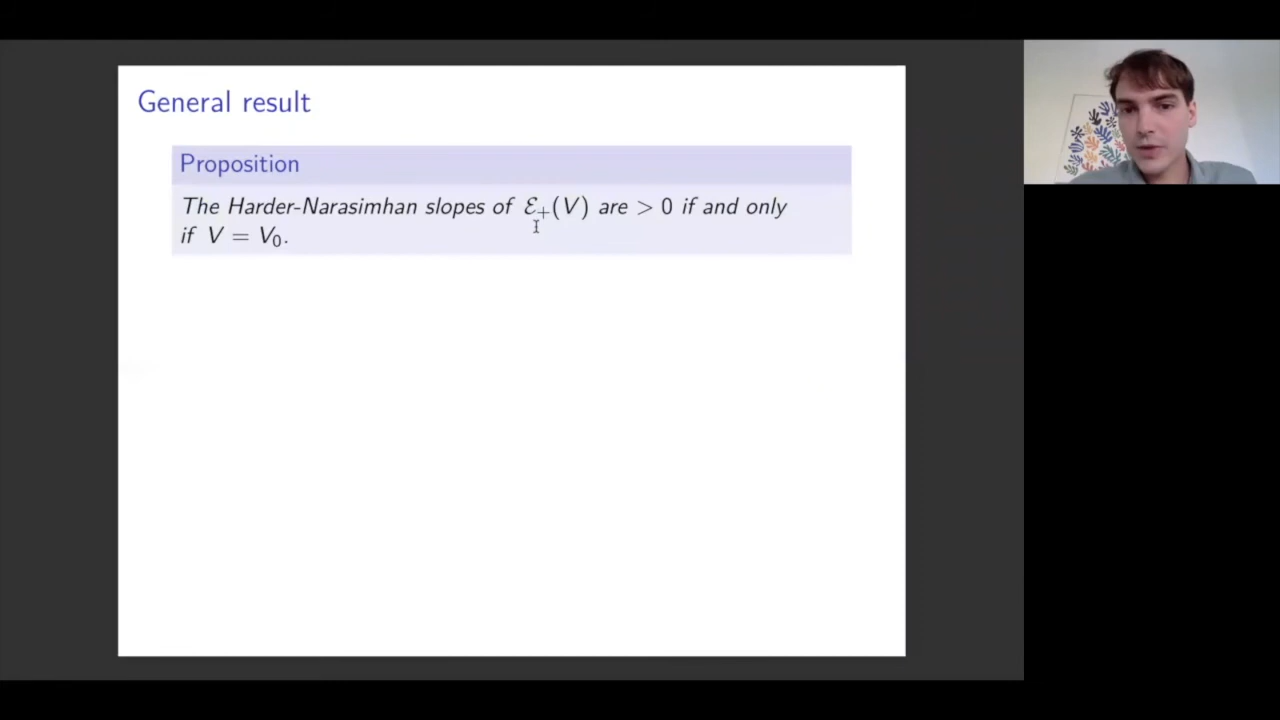 General result
Proposition
The Harder-Narasimhan slopes of ℰ₊(V) are > 0 if and only
if V = V₀.